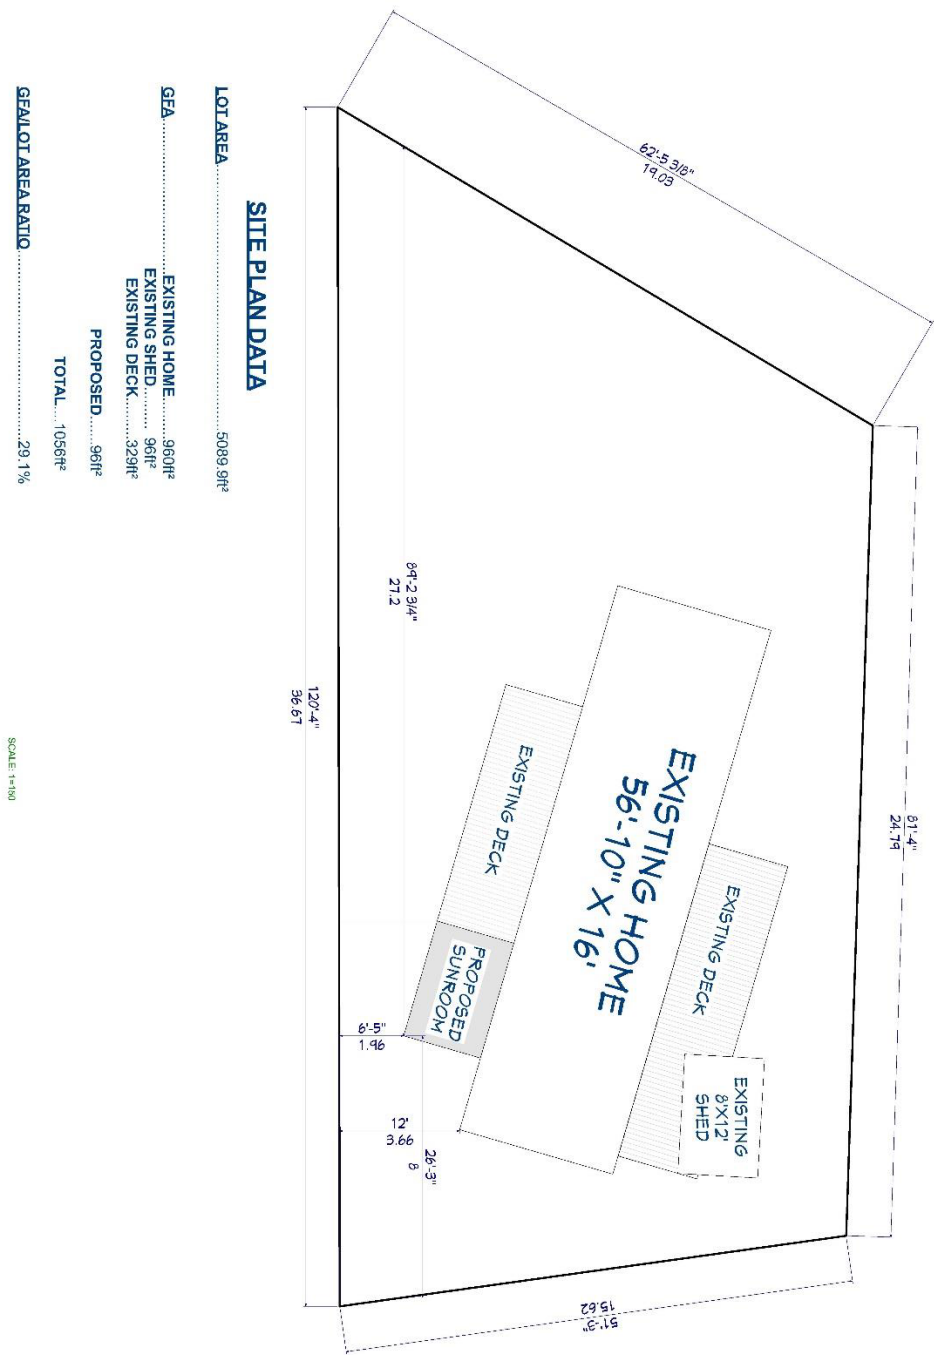 SITE PLAN DATA
LOT AREA..............................5089.9ft²
GFA..............................EXISTING HOME........960ft²
EXISTING SHED.......... 96ft²
EXISTING DECK.........329ft²
PROPOSED.......96ft²
TOTAL....1056ft²
GFA/LOT AREA RATIO..............................29.1%
SCALE: 1=150
62'-5 3/8"
19.03
81'-4"
24.79
51'-3"
15.62
120'-4"
36.67
89'-2 3/4"
27.2
EXISTING HOME
56'-10" X 16'
EXISTING DECK
EXISTING DECK
PROPOSED
SUNROOM
EXISTING
8'X12'
SHED
6'-5"
1.96
12'
3.66
26'-3"
8